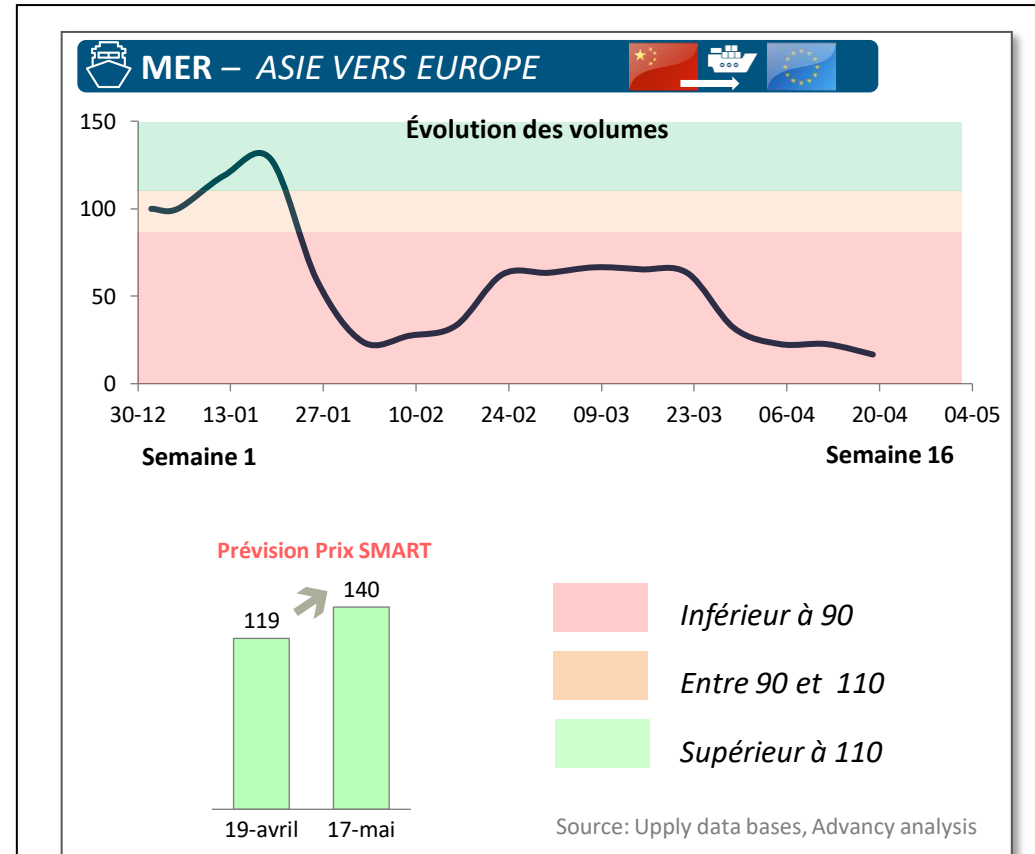 MER – ASIE VERS EUROPE
Évolution des volumes
150
100
50
0
30-12 13-01 27-01 10-02 24-02 09-03 23-03 06-04 20-04 04-05
Semaine 1 Semaine 16
Prévision Prix SMART
119 140
19-avril 17-mai
Inférieur à 90
Entre 90 et 110
Supérieur à 110
Source: Upply data bases, Advancy analysis